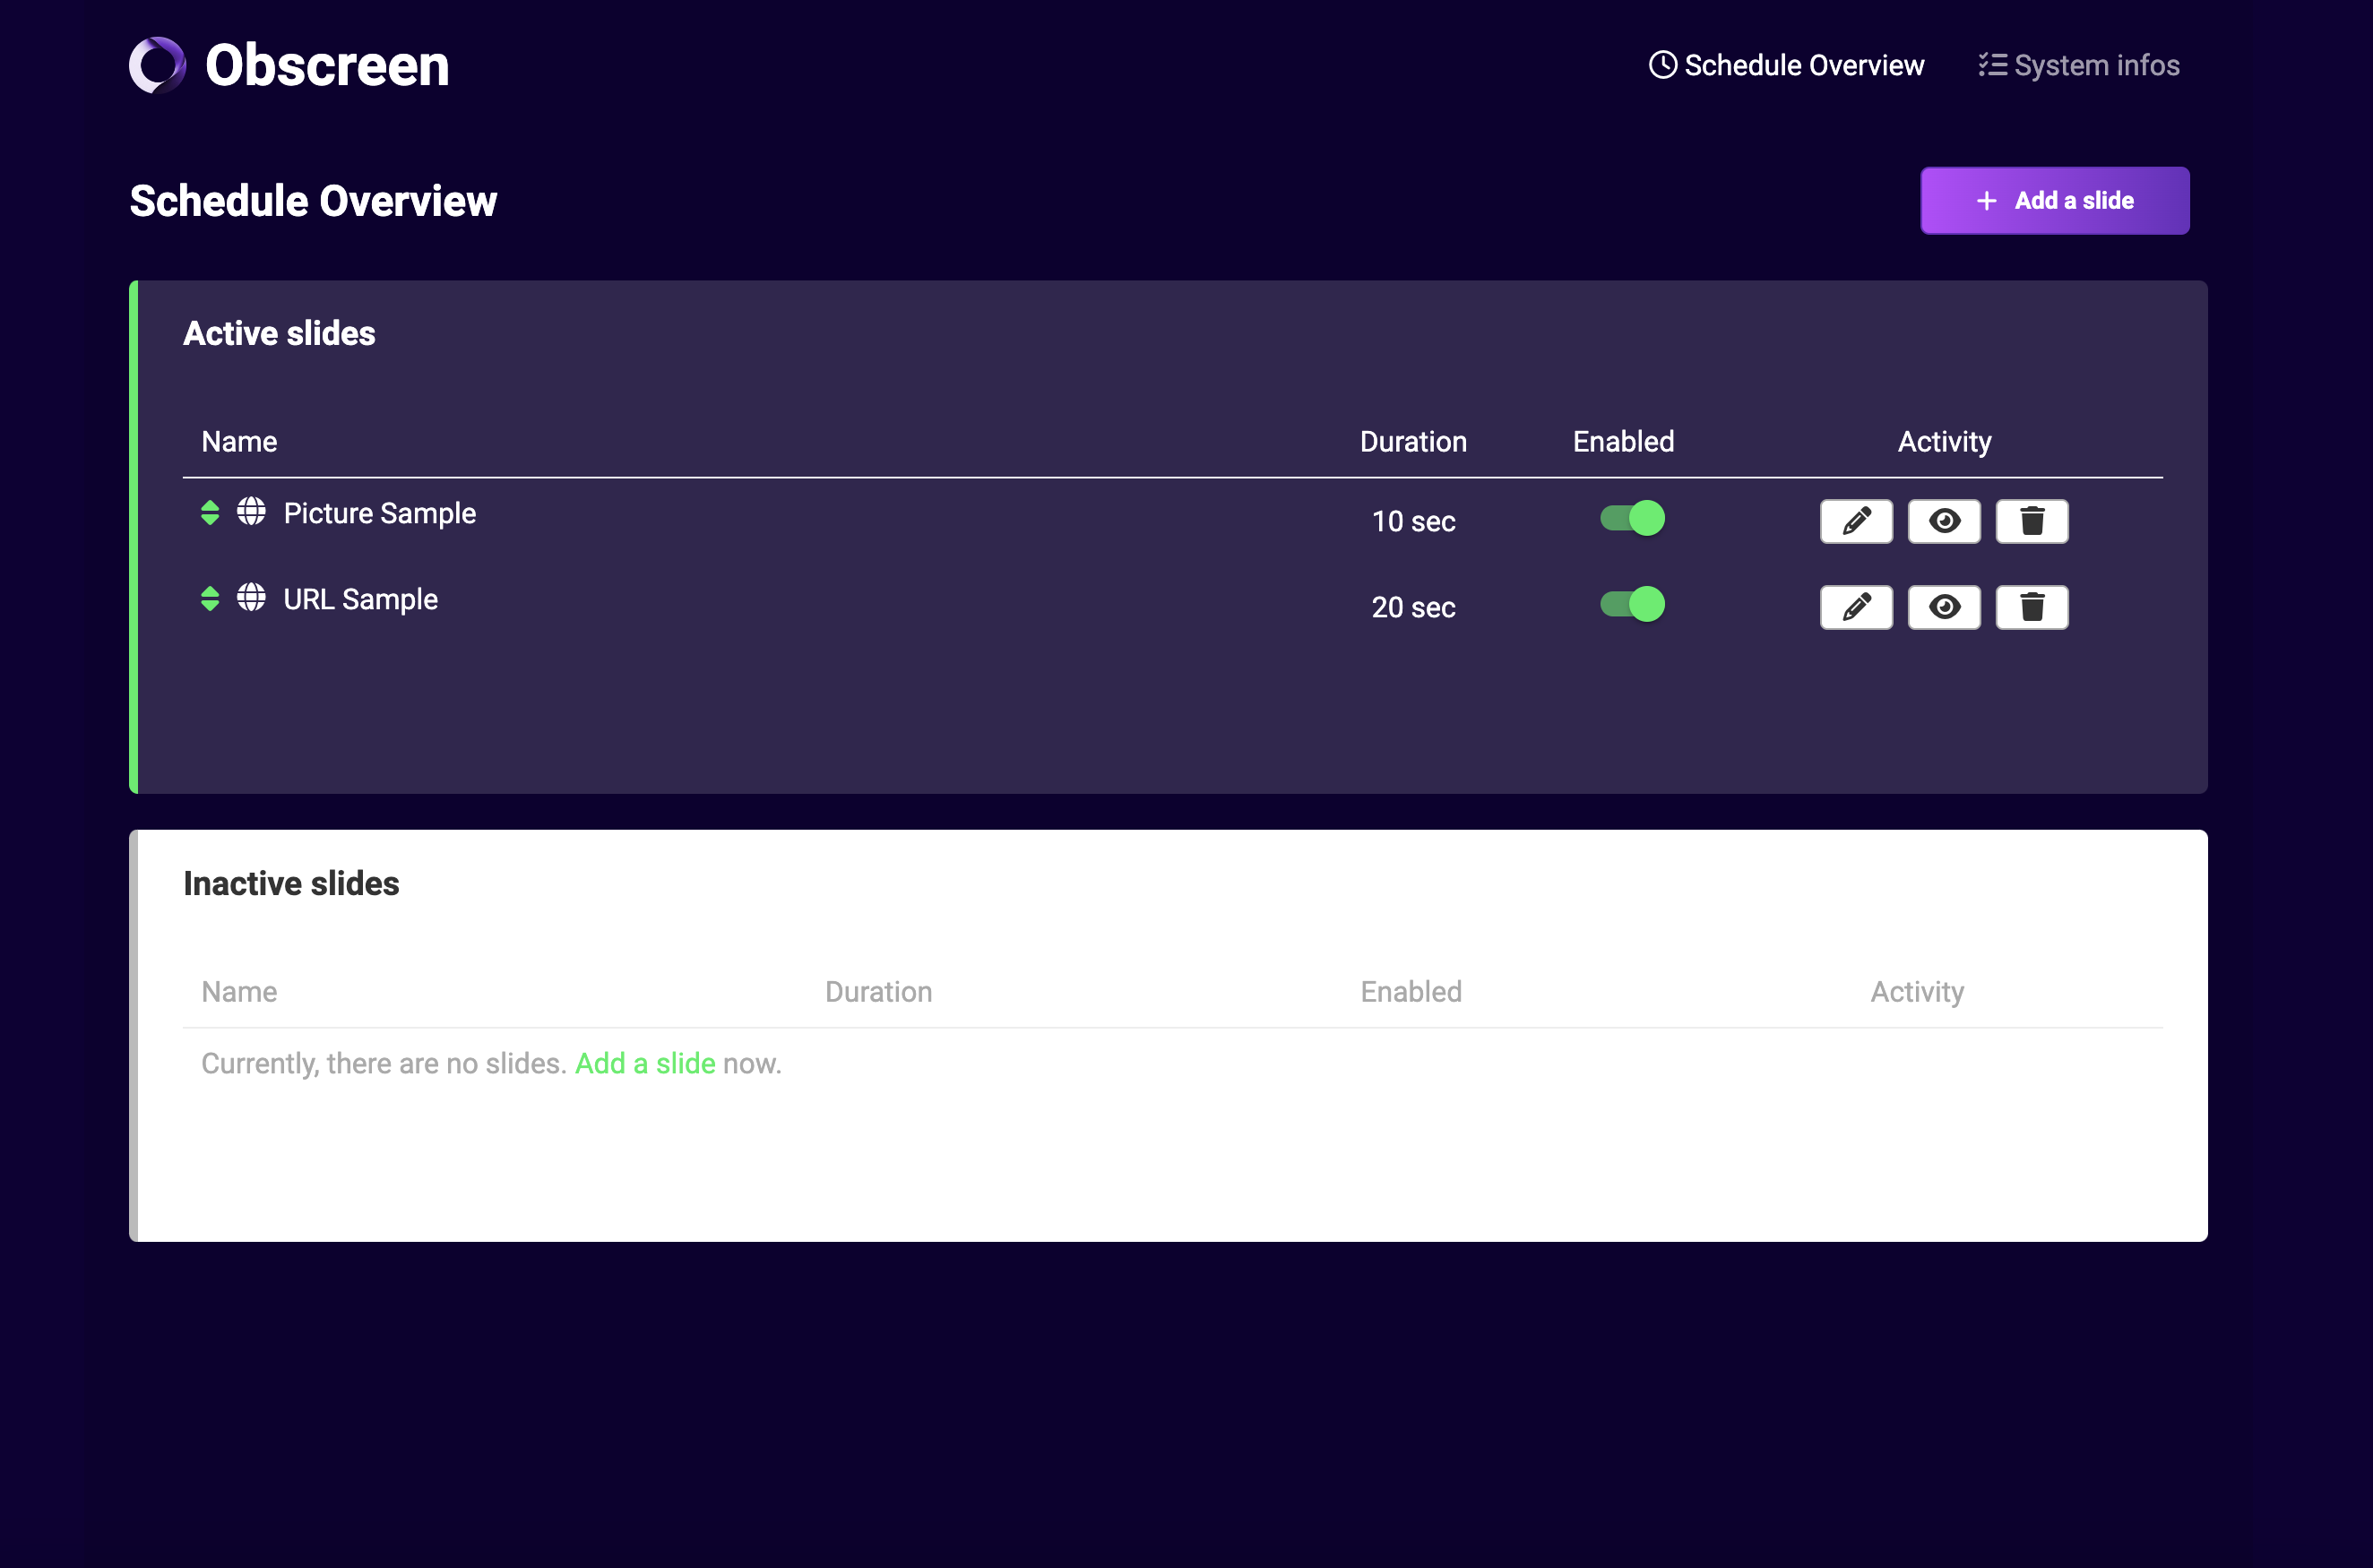 Obscreen
Schedule Overview
System infos
Schedule Overview
+ Add a slide
Active slides
Name Duration Enabled Activity
Picture Sample 10 sec
URL Sample 20 sec
Inactive slides
Name Duration Enabled Activity
Currently, there are no slides. Add a slide now.